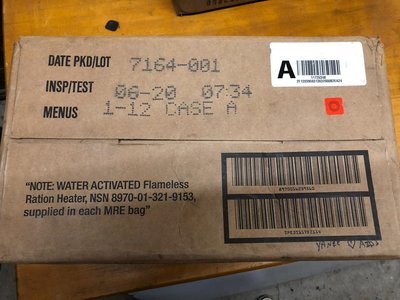 DATE PKD/LOT 7164-001
INSP/TEST 06-20 07:34
MENUS 1-12 CASE A
A
"NOTE: WATER ACTIVATED Flameless
Ration Heater, NSN 8970-01-321-9153,
supplied in each MRE bag"